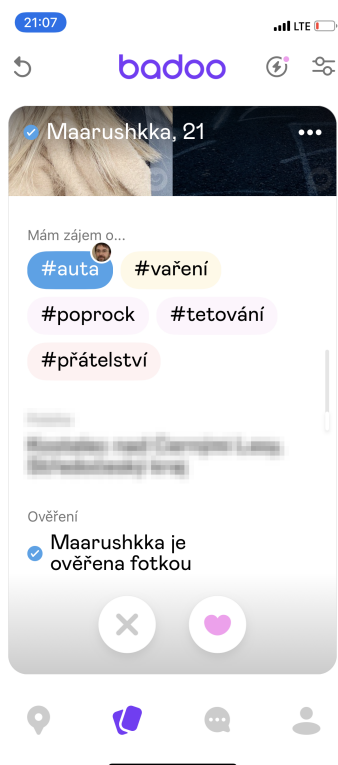 21:07
LTE
badoo
Maarushkka, 21
Mám zájem o...
#auta
#vaření
#poprock
#tetování
#přátelství
Ověření
Maarushkka je
ověřena fotkou